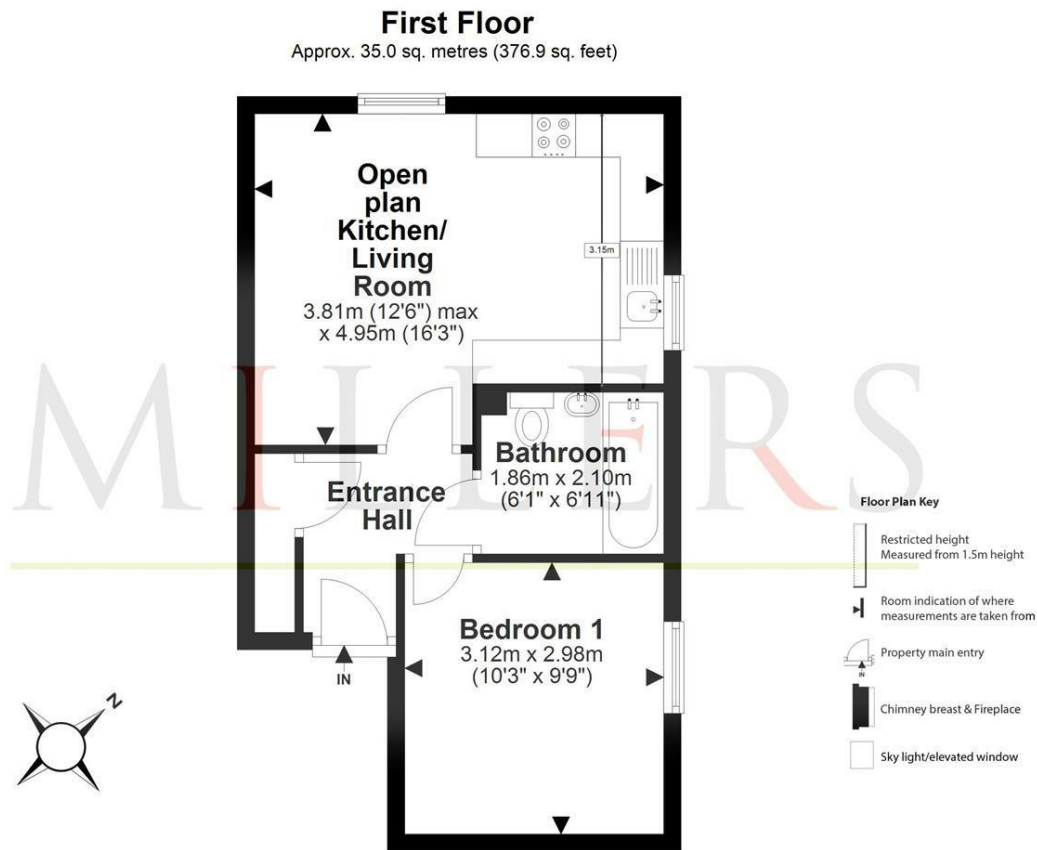 First Floor
Approx. 35.0 sq. metres (376.9 sq. feet)
Open
plan
Kitchen/
Living
Room
3.81m (12'6") max
x 4.95m (16'3")
3.15m
MILLERS
Bathroom
1.86m x 2.10m
(6'1" x 6'11")
Entrance
Hall
Bedroom 1
3.12m x 2.98m
(10'3" x 9'9")
IN
N
Floor Plan Key
Restricted height
Measured from 1.5m height
Room indication of where
measurements are taken from
Property main entry
IN
Chimney breast & Fireplace
Sky light/elevated window